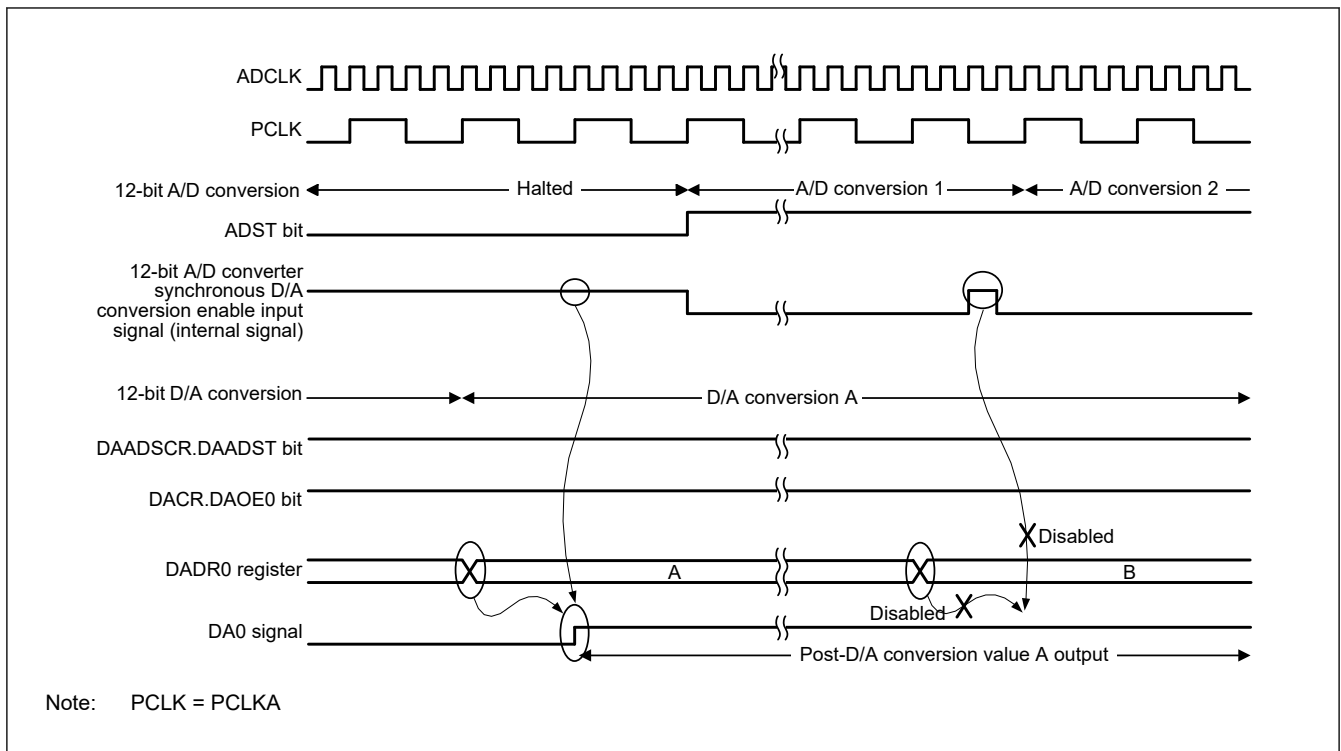 ADCLK
PCLK
12-bit A/D conversion
Halted
A/D conversion 1
A/D conversion 2
ADST bit
12-bit A/D converter
synchronous D/A
conversion enable input
signal (internal signal)
12-bit D/A conversion
D/A conversion A
DAADSCR.DAADST bit
DACR.DAOE0 bit
Disabled
DADR0 register
A
B
Disabled
DA0 signal
Post-D/A conversion value A output
Note: PCLK = PCLKA